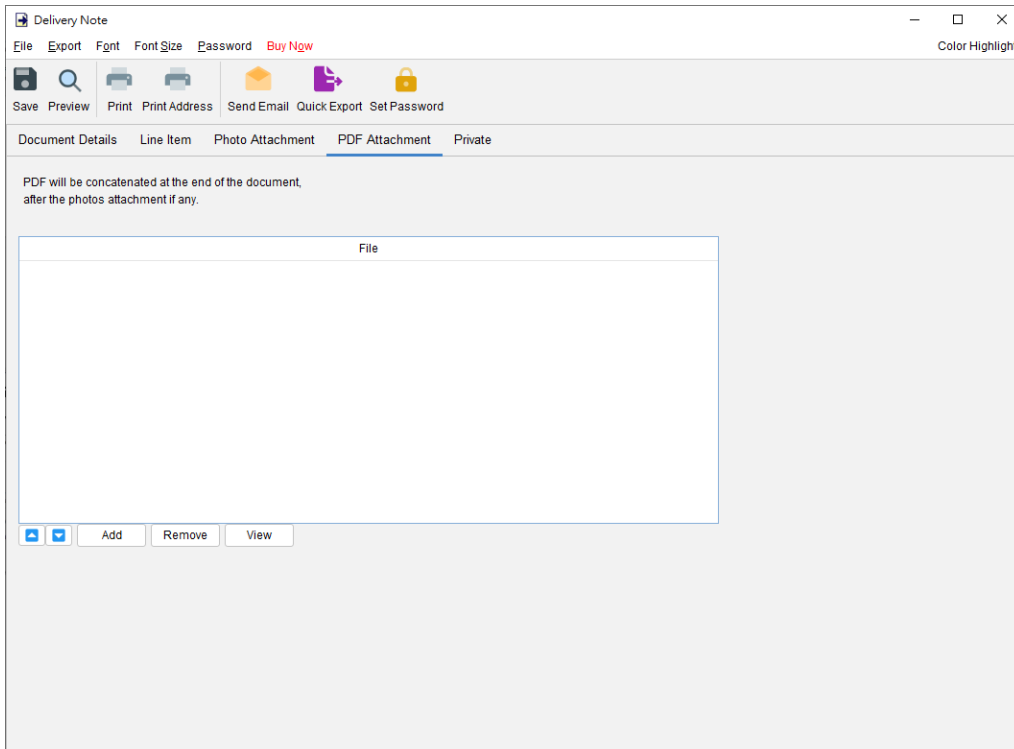 Delivery Note
File Export Font Font Size Password Buy Now Color Highlight
Save Preview Print Print Address Send Email Quick Export Set Password
Document Details Line Item Photo Attachment PDF Attachment Private
PDF will be concatenated at the end of the document,
after the photos attachment if any.
File
Add Remove View